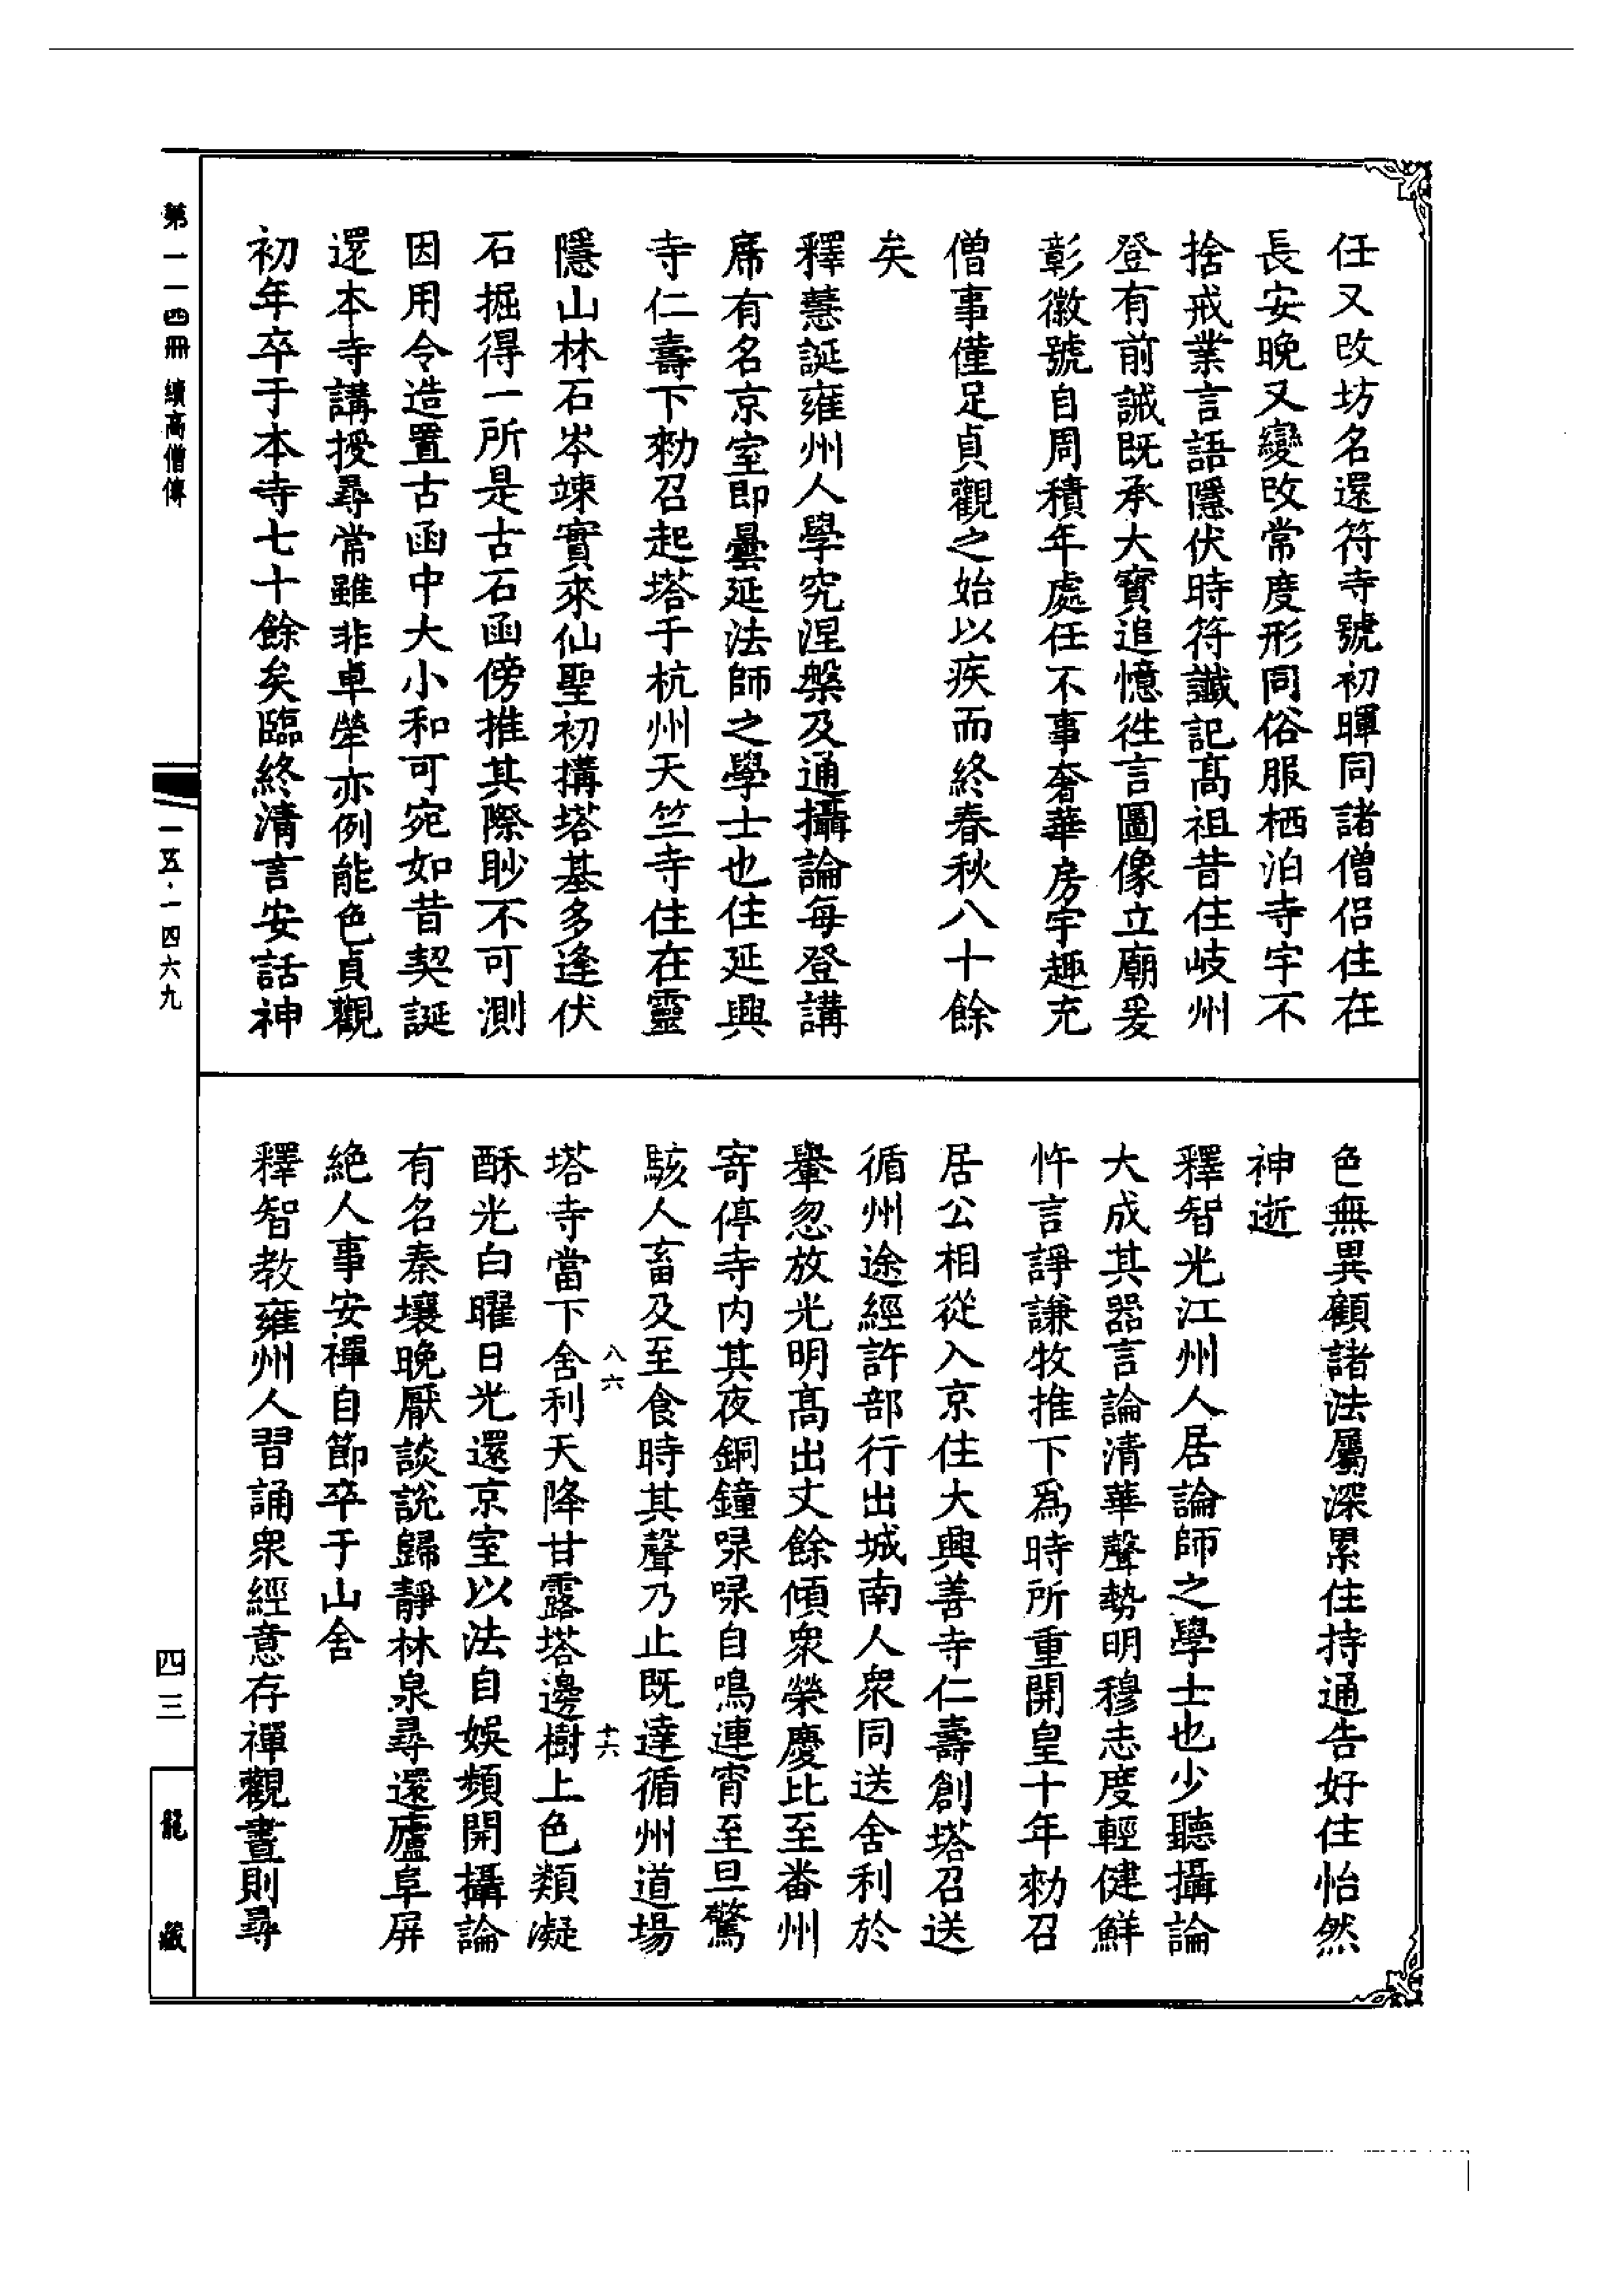 任又改坊名還符寺號初暉同諸僧侣住在
長安晚又變改常度形同俗服栖泊寺宇不
捨戒業言語隱伏時符讖記髙祖昔住岐州
登有前誠既承大寳追憶徃言圖像立廟爰
彰徽號自周積年處任不事奢華房宇趣充
僧事僅足貞觀之始以疾而終春秋八十餘
矣
釋慧誕雍州人學究涅槃及通攝論每登講
席有名京室即曇延法師之學士也住延興
寺仁壽下勑召起塔于杭州天竺寺住在靈
隱山林石岑竦實來仙聖初搆塔基多逢伏
石掘得一所是古石函傍推其際眇不可測
因用令造置古函中大小和可宛如昔契誕
還本寺講授尋常雖非卓犖亦例能色貞觀
初年卒于本寺七十餘矣臨終清言安話神
色無異顧諸法屬深累住持通告好住怡然
神逝
釋智光江州人居論師之學士也少聽攝論
大成其器言論清華聲勢明穆志度輕健鮮
忤言諍謙牧推下爲時所重開皇十年勑召
居公相從入京住大興善寺仁壽創塔召送
循州途經許部行出城南人衆同送舍利於
轝忽放光明髙出丈餘傾衆榮慶比至番州
寄停寺内其夜銅鐘㖟㖟自鳴連宵至旦驚
駭人畜及至食時其聲乃止既達循州道場
塔寺當下舍利天降甘露塔邊樹上色類凝
酥光白曜日光還京室以法自娱頻開攝論
有名秦壤晚厭談說歸靜林泉尋還廬阜屏
絶人事安禪自節卒于山舍
釋智教雍州人習誦衆經意存禪觀晝則尋
八六
十六
第一一四冊 續高僧傳
一五·一四六九
四三
龍藏